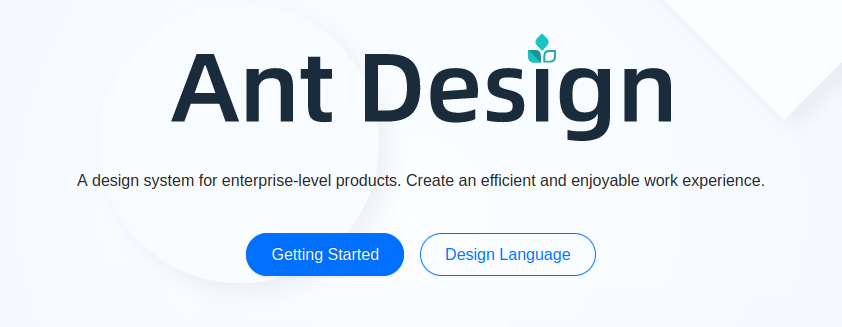 Ant Design
A design system for enterprise-level products. Create an efficient and enjoyable work experience.
Getting Started
Design Language